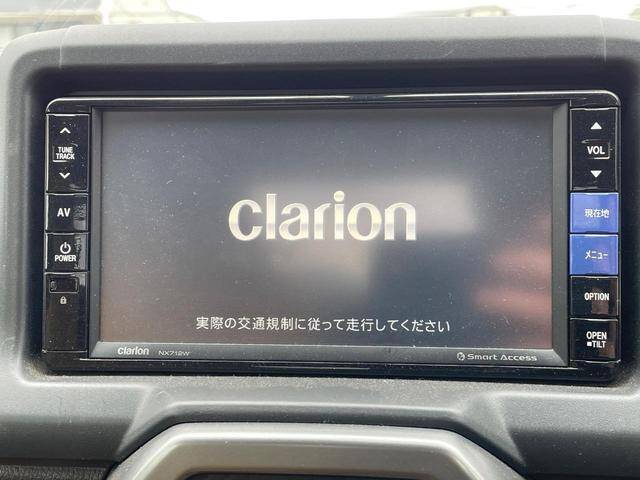 TUNE
TRACK
AV
POWER
clarion
実際の交通規制に従って走行してください
clarion NX712W
Smart Access
VOL
現在地
メニュー
OPTION
OPEN
TILT